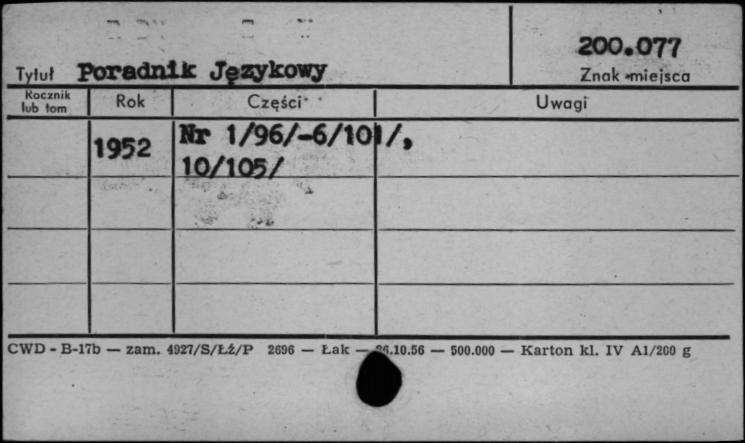 200.077
Tytuł Poradnik Językowy
Znak miejsca
Rocznik lub tom Rok Części Uwagi
1952 Nr 1/96/-6/101/,
10/105/
CWD - B-17b — zam. 4927/S/Łź/P 2696 — Łak — 26.10.56 — 500.000 — Karton kl. IV A1/200 g